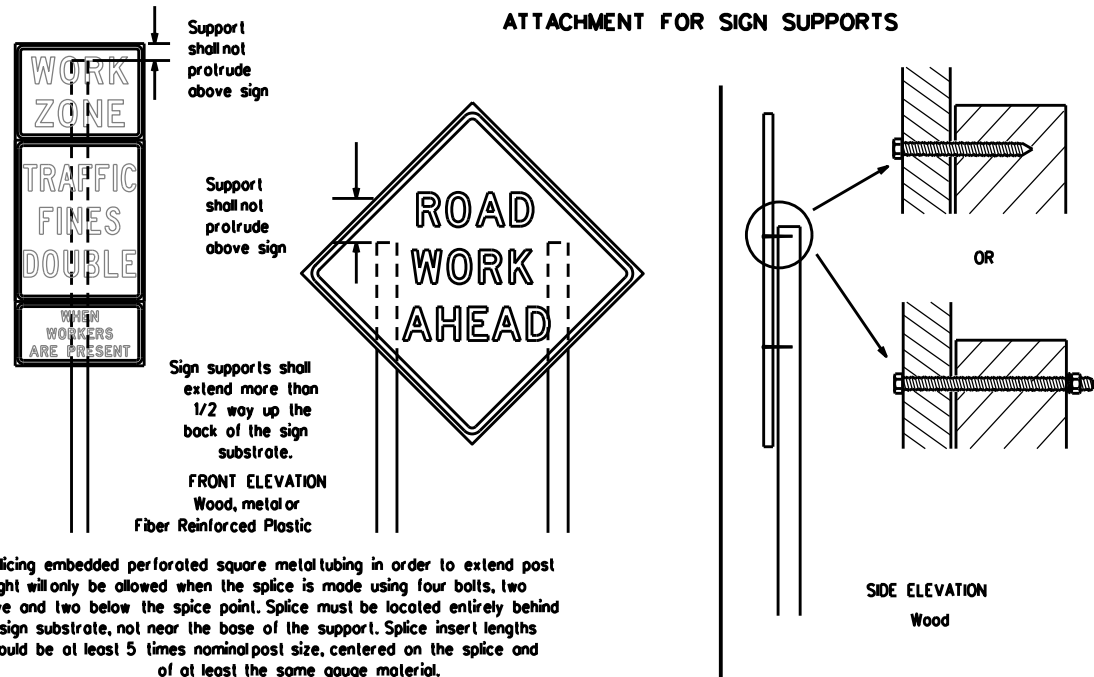 ATTACHMENT FOR SIGN SUPPORTS
Support
shall not
protrude
above sign
WORK
ZONE
TRAFFIC
FINES
DOUBLE
WHEN
WORKERS
ARE PRESENT
Support
shall not
protrude
above sign
ROAD
WORK
AHEAD
Sign supports shall
extend more than
1/2 way up the
back of the sign
substrate.
FRONT ELEVATION
Wood, metal or
Fiber Reinforced Plastic
OR
SIDE ELEVATION
Wood
embedded perforated square metal tubing in order to extend post
will only be allowed when the splice is made using four bolts, two
and two below the spice point. Splice must be located entirely behind
sign substrate, not near the base of the support. Splice insert lengths
be at least 5 times nominal post size, centered on the splice and
of at least the same gauge material.